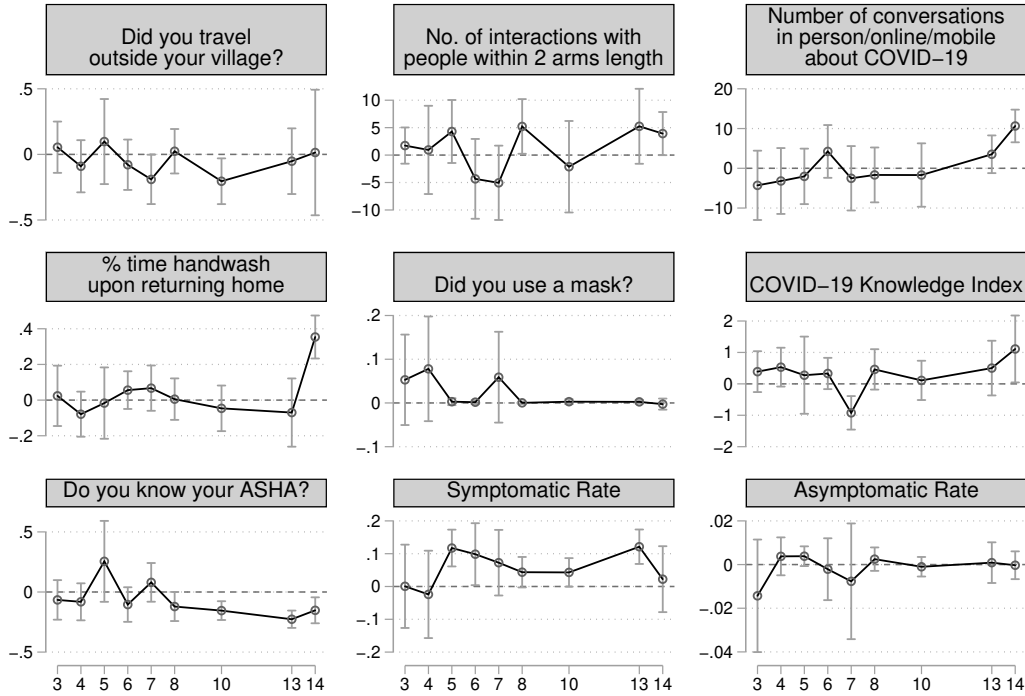 Did you travel
outside your village?
.5
0
−.5
No. of interactions with
people within 2 arms length
10
5
0
−5
−10
Number of conversations
in person/online/mobile
about COVID−19
20
10
0
−10
% time handwash
upon returning home
.4
.2
0
−.2
Did you use a mask?
.2
.1
0
−.1
COVID−19 Knowledge Index
2
1
0
−1
−2
Do you know your ASHA?
.5
0
−.5
3 4 5 6 7 8 10 13 14
Symptomatic Rate
.2
.1
0
−.1
−.2
3 4 5 6 7 8 10 13 14
Asymptomatic Rate
.02
0
−.02
−.04
3 4 5 6 7 8 10 13 14